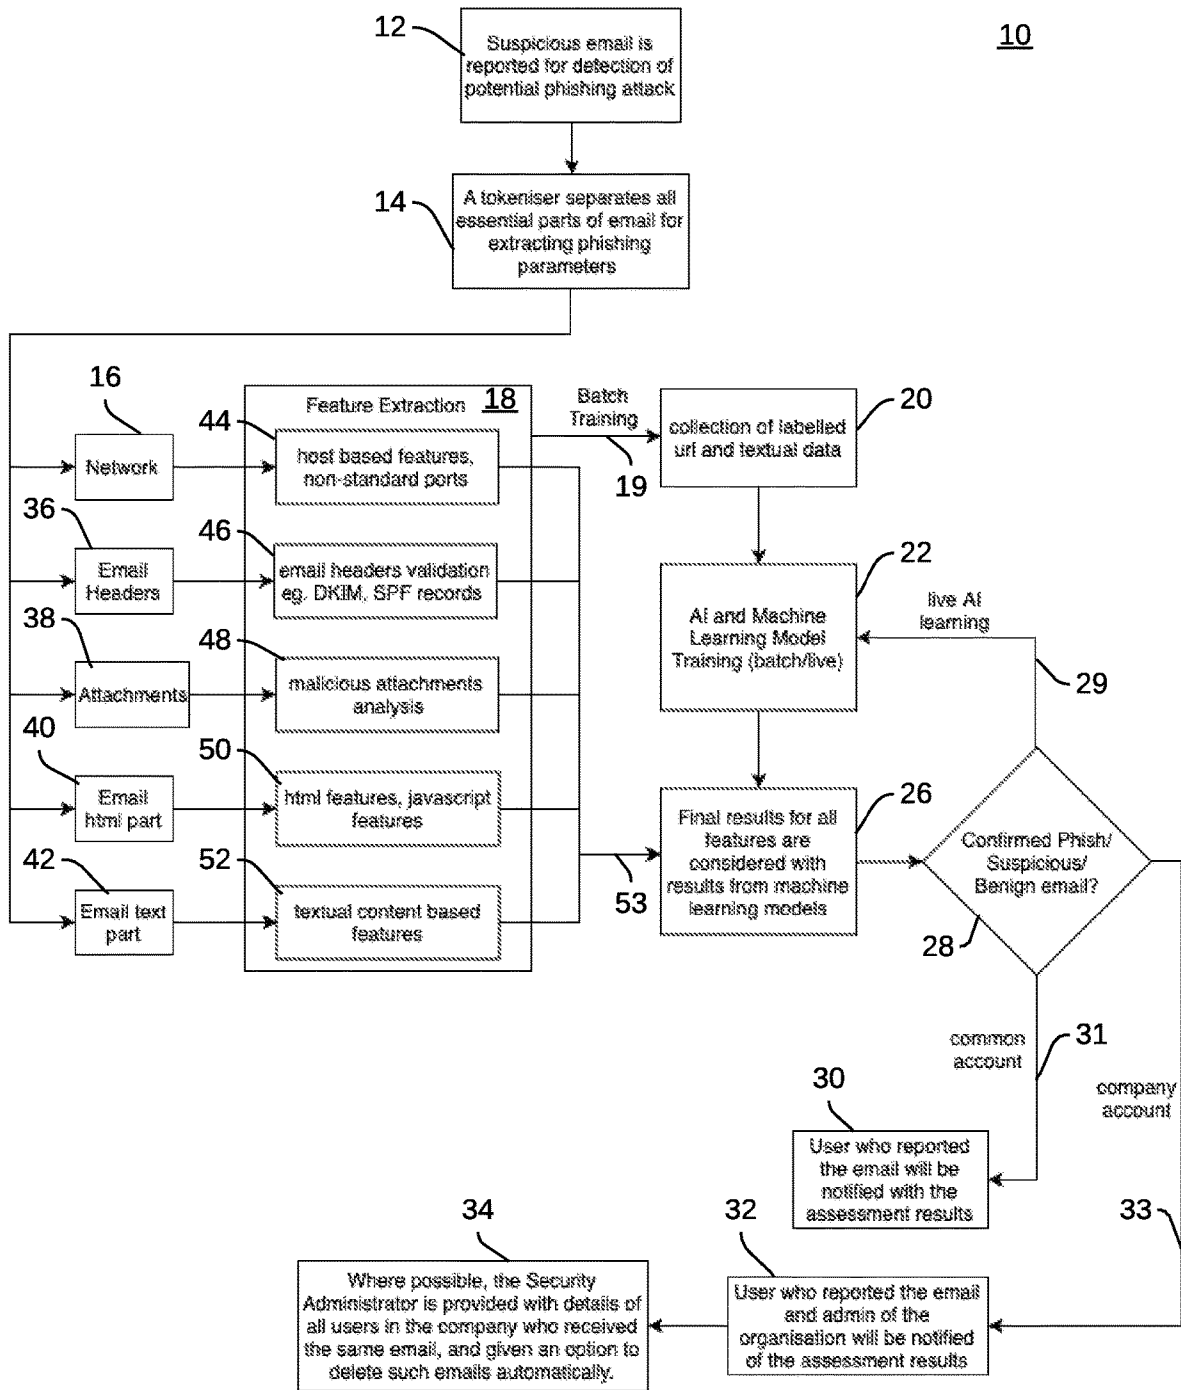 10
12
Suspicious email is
reported for detection of
potential phishing attack
14
A tokeniser separates all
essential parts of email for
extracting phishing
parameters
16
Network
36
Email
Headers
38
Attachments
40
Email
html part
42
Email text
part
Feature Extraction
18
44
host based features,
non-standard ports
46
email headers validation
eg. DKIM, SPF records
48
malicious attachments
analysis
50
html features, javascript
features
52
textual content based
features
Batch
Training
19
53
20
collection of labelled
url and textual data
22
AI and Machine
Learning Model
Training (batch/live)
live AI
learning
29
26
Final results for all
features are
considered with
results from machine
learning models
Confirmed Phish/
Suspicious/
Benign email?
28
common
account
31
company
account
33
30
User who reported
the email will be
notified with the
assessment results
32
User who reported the email
and admin of the
organisation will be notified
of the assessment results
34
Where possible, the Security
Administrator is provided with details of
all users in the company who received
the same email, and given an option to
delete such emails automatically.